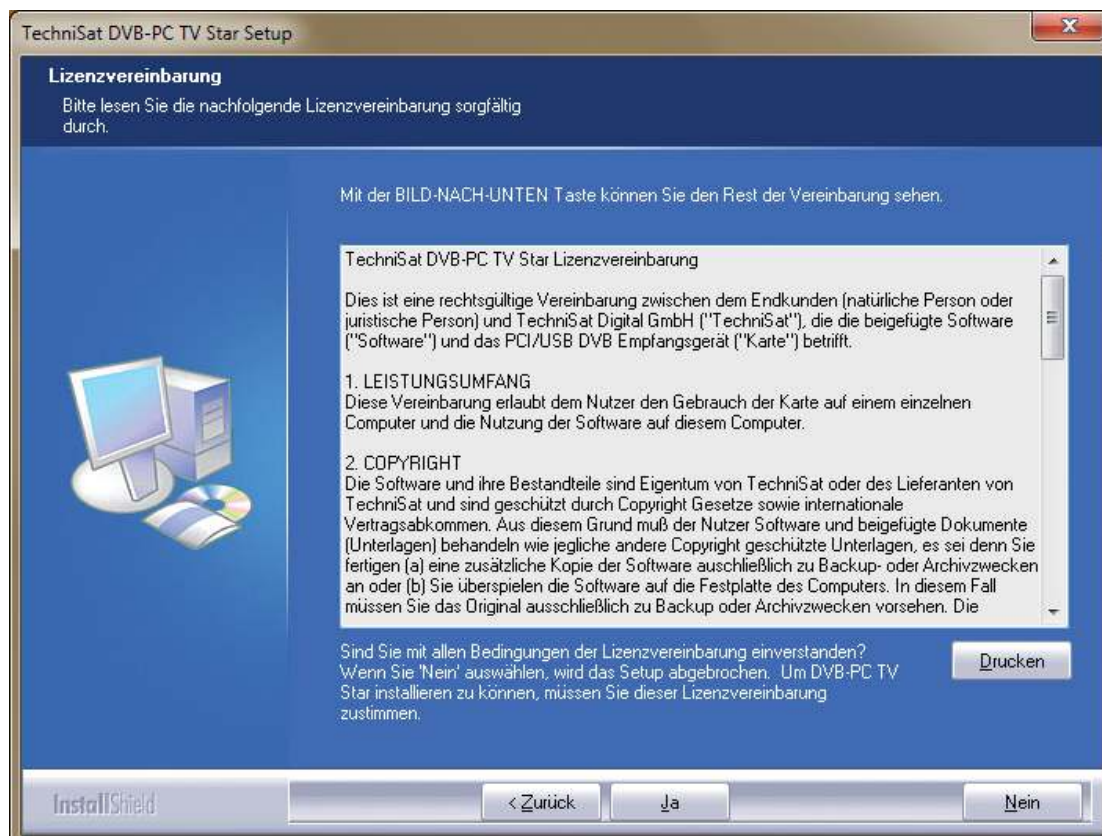 TechniSat DVB-PC TV Star Setup
Lizenzvereinbarung
Bitte lesen Sie die nachfolgende Lizenzvereinbarung sorgfältig
durch.
Mit der BILD-NACH-UNTEN Taste können Sie den Rest der Vereinbarung sehen.
TechniSat DVB-PC TV Star Lizenzvereinbarung
Dies ist eine rechtsgültige Vereinbarung zwischen dem Endkunden (natürliche Person oder
juristische Person) und TechniSat Digital GmbH ("TechniSat"), die die beigefügte Software
("Software") und das PCI/USB DVB Empfangsgerät ("Karte") betrifft.
1. LEISTUNGSUMFANG
Diese Vereinbarung erlaubt dem Nutzer den Gebrauch der Karte auf einem einzelnen
Computer und die Nutzung der Software auf diesem Computer.
2. COPYRIGHT
Die Software und ihre Bestandteile sind Eigentum von TechniSat oder des Lieferanten von
TechniSat und sind geschützt durch Copyright Gesetze sowie internationale
Vertragsabkommen. Aus diesem Grund muß der Nutzer Software und beigefügte Dokumente
(Unterlagen) behandeln wie jegliche andere Copyright geschützte Unterlagen, es sei denn Sie
fertigen (a) eine zusätzliche Kopie der Software auschließlich zu Backup- oder Archivzwecken
an oder (b) Sie überspielen die Software auf die Festplatte des Computers. In diesem Fall
müssen Sie das Original ausschließlich zu Backup oder Archivzwecken vorsehen. Die
Sind Sie mit allen Bedingungen der Lizenzvereinbarung einverstanden?
Wenn Sie 'Nein' auswählen, wird das Setup abgebrochen. Um DVB-PC TV
Star installieren zu können, müssen Sie dieser Lizenzvereinbarung
zustimmen.
Drucken
InstallShield
< Zurück
Ja
Nein